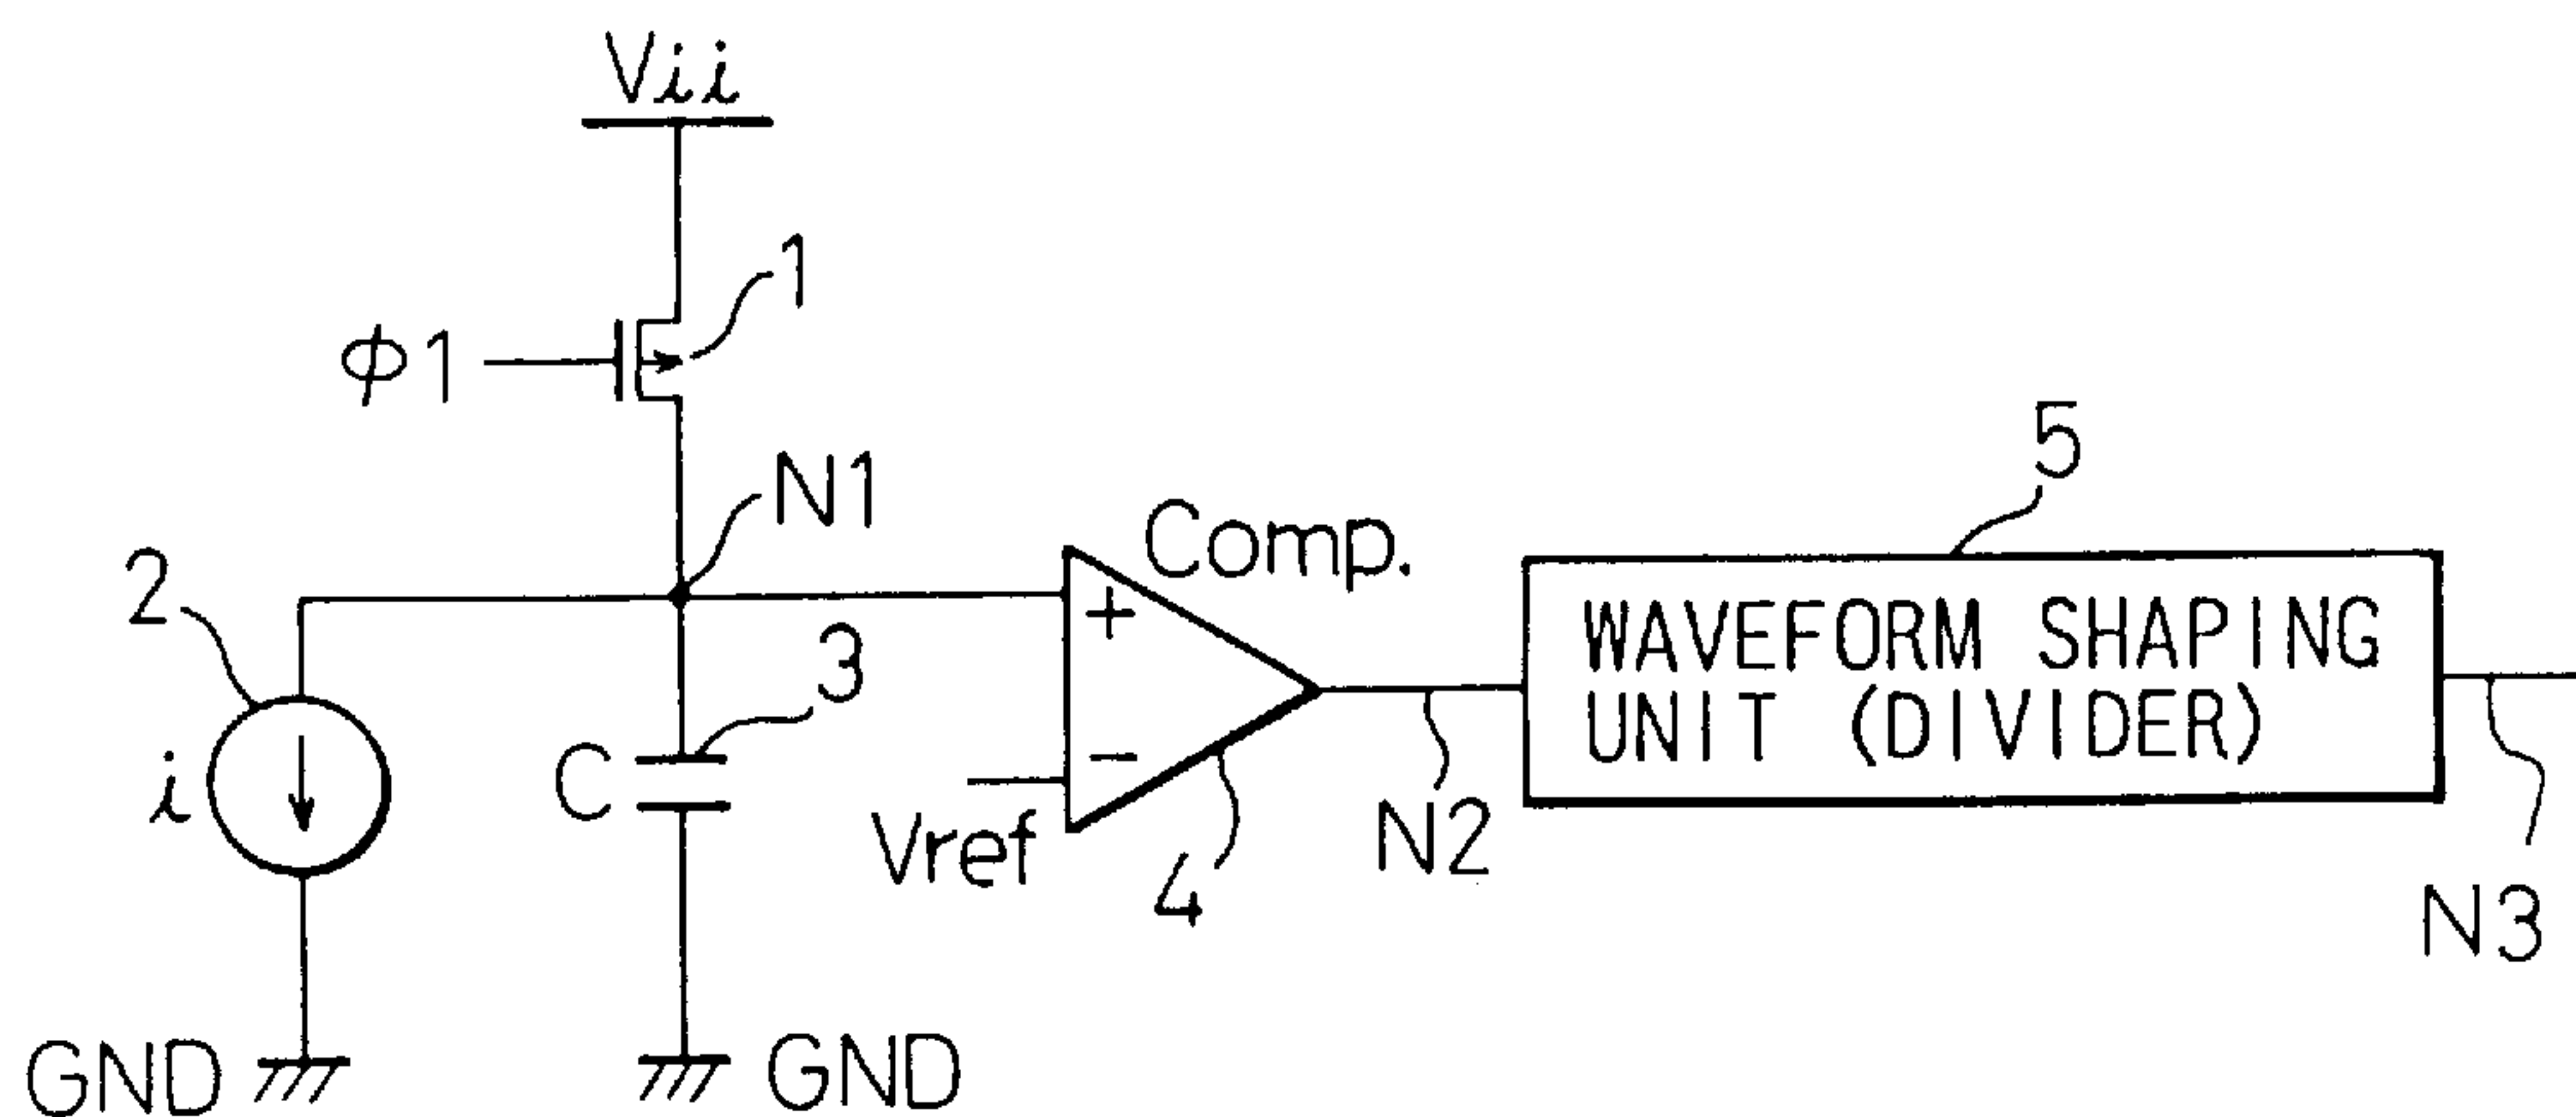 Vii
1
ϕ1
N1
5
Comp.
2
+
WAVEFORM SHAPING
3
UNIT (DIVIDER)
i
C
−
Vref
4
N2
N3
GND
GND